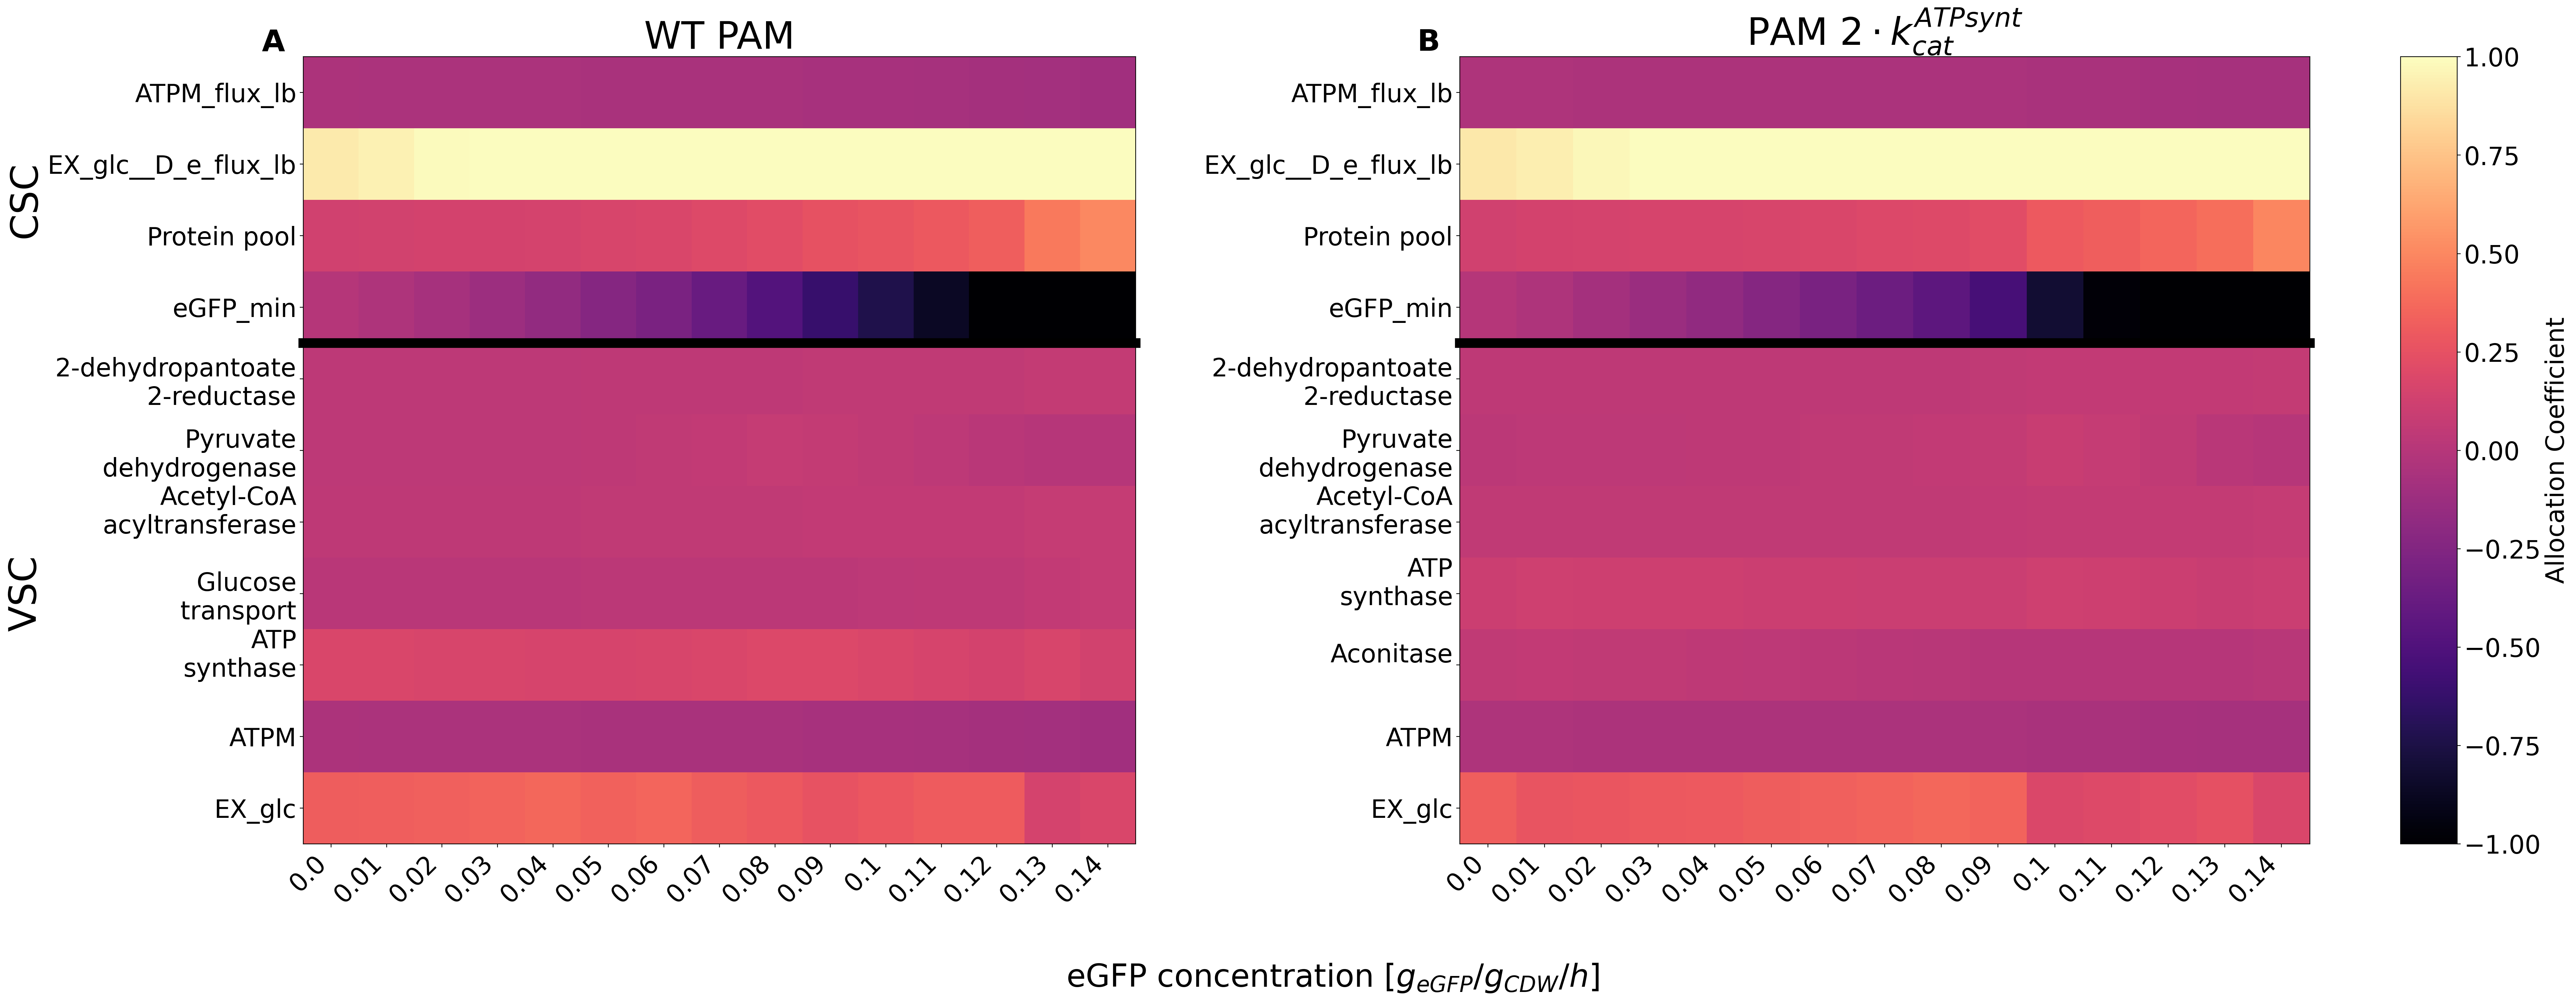 A
WT PAM
CSC
ATPM_flux_lb
EX_glc__D_e_flux_lb
Protein pool
eGFP_min
VSC
2-dehydropantoate
2-reductase
Pyruvate
dehydrogenase
Acetyl-CoA
acyltransferase
Glucose
transport
ATP
synthase
ATPM
EX_glc
0.0 0.01 0.02 0.03 0.04 0.05 0.06 0.07 0.08 0.09 0.1 0.11 0.12 0.13 0.14
B
PAM 2 · k_cat^ATPsynt
ATPM_flux_lb
EX_glc__D_e_flux_lb
Protein pool
eGFP_min
2-dehydropantoate
2-reductase
Pyruvate
dehydrogenase
Acetyl-CoA
acyltransferase
ATP
synthase
Aconitase
ATPM
EX_glc
0.0 0.01 0.02 0.03 0.04 0.05 0.06 0.07 0.08 0.09 0.1 0.11 0.12 0.13 0.14
1.00
0.75
0.50
0.25
0.00
−0.25
−0.50
−0.75
−1.00
Allocation Coefficient
eGFP concentration [g_eGFP/g_CDW/h]